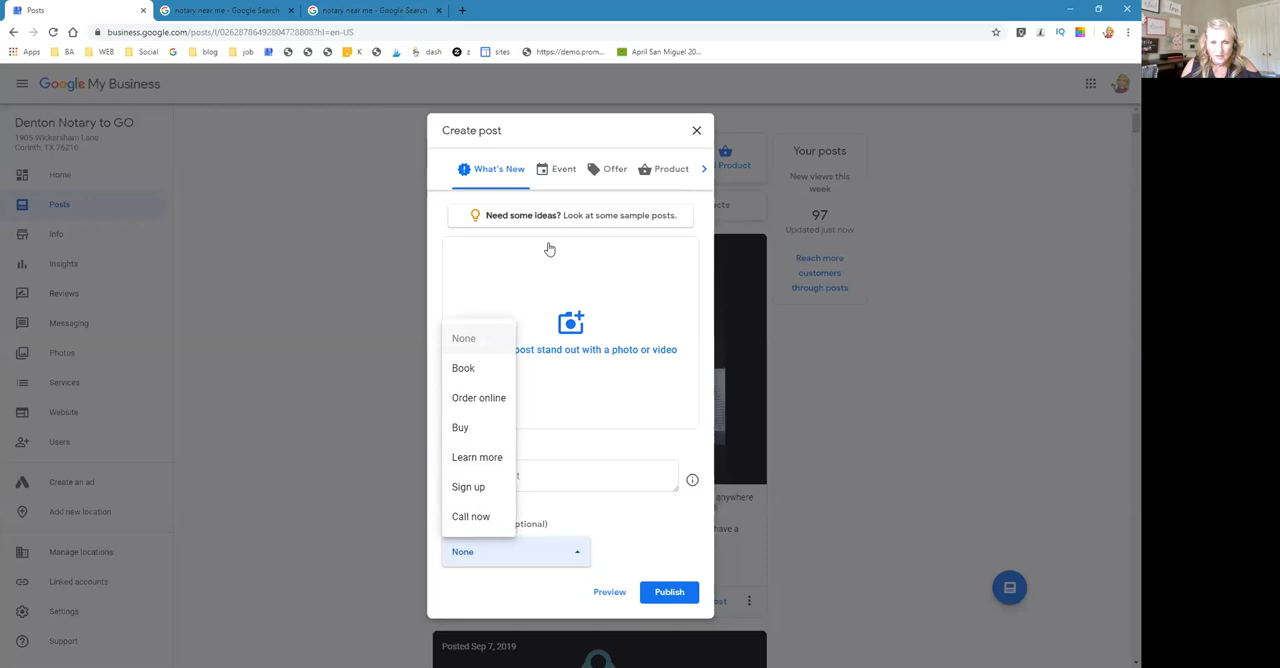 Posts
notary near me - Google Search
notary near me - Google Search
business.google.com/posts/l/02628786492804728808?hl=en-US
Apps
BA
WEB
Social
blog
job
K
dash
z
sites
https://demo.prom...
April San Miguel 20...
Google My Business
Denton Notary to GO
1905 Wickersham Lane
Corinth, TX 76210
Home
Posts
Info
Insights
Reviews
Messaging
Photos
Services
Website
Users
Create an ad
Add new location
Manage locations
Linked accounts
Settings
Support
Create post
What's New
Event
Offer
Product
Need some ideas? Look at some sample posts.
post stand out with a photo or video
None
Book
Order online
Buy
Learn more
Sign up
Call now
ptional)
None
Preview
Publish
Product
cts
anywhere
have a
ost
Posted Sep 7, 2019
Your posts
New views this
week
97
Updated just now
Reach more
customers
through posts